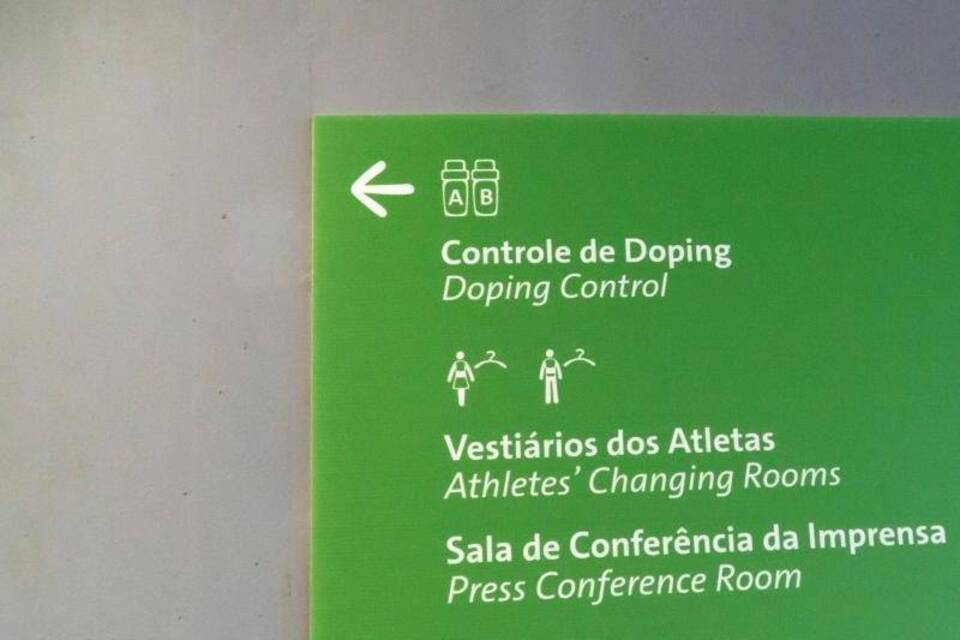 A B
Controle de Doping
Doping Control
Vestiários dos Atletas
Athletes' Changing Rooms
Sala de Conferência da Imprensa
Press Conference Room